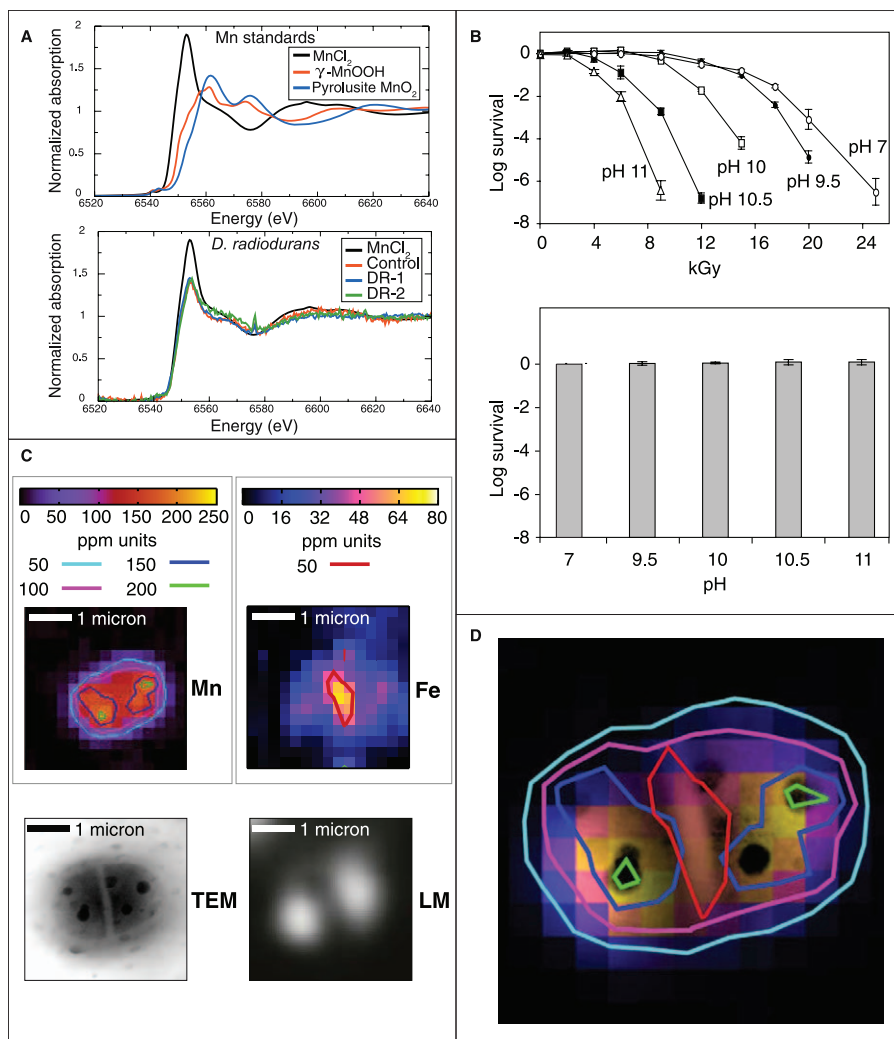 A
Mn standards
2
1.5
1
0.5
0
Normalized absorption
MnCl₂
γ-MnOOH
Pyrolusite MnO₂
6520 6540 6560 6580 6600 6620 6640
Energy (eV)
D. radiodurans
2
1.5
1
0.5
0
Normalized absorption
MnCl₂
Control
DR-1
DR-2
6520 6540 6560 6580 6600 6620 6640
Energy (eV)
B
0
-2
-4
-6
-8
Log survival
pH 11
pH 10.5
pH 10
pH 9.5
pH 7
0 4 8 12 16 20 24
kGy
0
-2
-4
-6
-8
Log survival
7 9.5 10 10.5 11
pH
C
0 50 100 150 200 250
ppm units
50 150
100 200
1 micron
Mn
0 16 32 48 64 80
ppm units
50
1 micron
Fe
1 micron
TEM
1 micron
LM
D